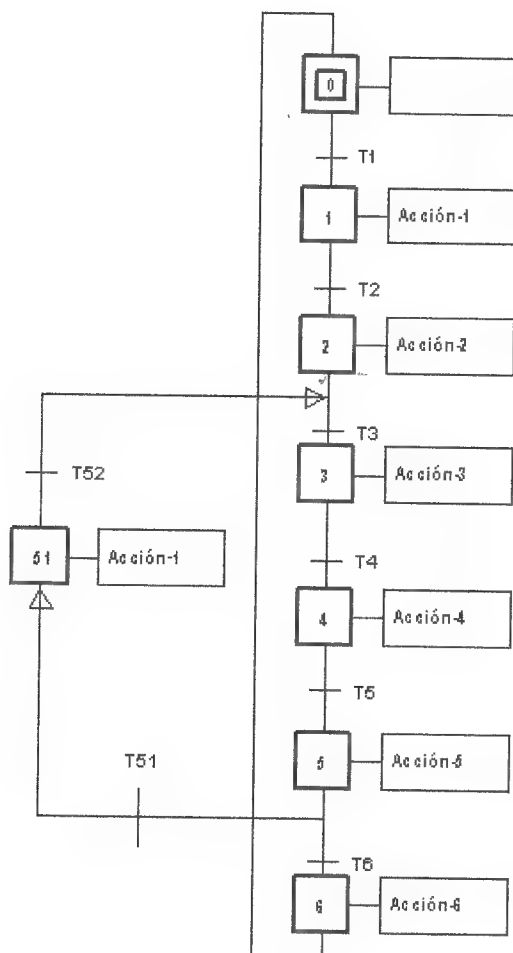 0
T1
1
Acción-1
T2
2
Acción-2
T3
3
Acción-3
T52
51
Acción-1
T4
4
Acción-4
T5
5
Acción-5
T51
T6
6
Acción-6